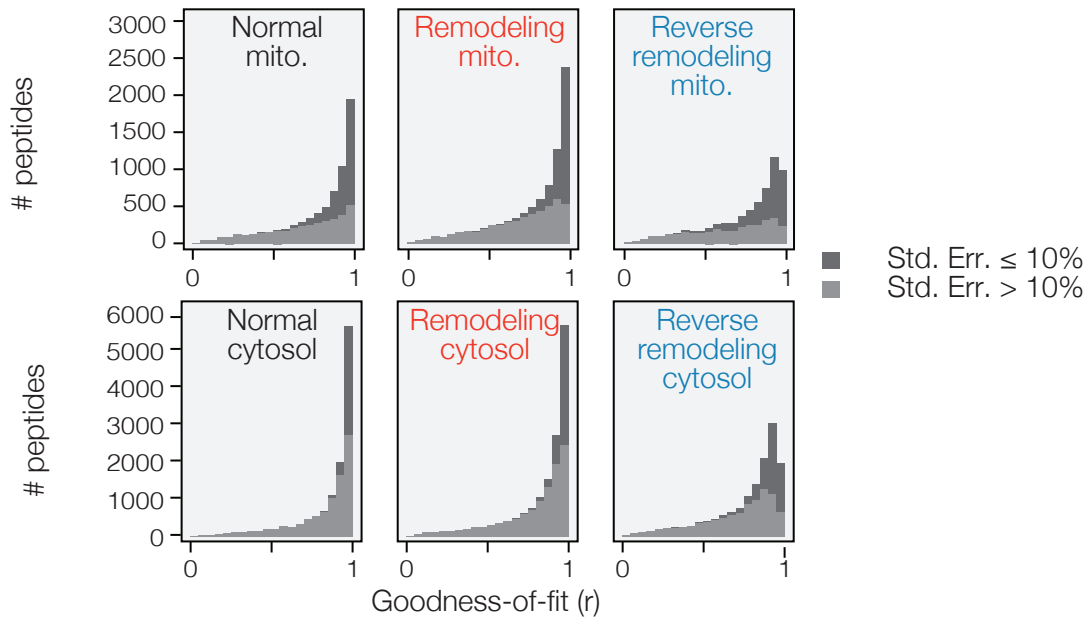 # peptides
3000
2500
2000
1500
1000
500
0
Normal
mito.
Remodeling
mito.
Reverse
remodeling
mito.
0
1
0
1
0
1
Std. Err. ≤ 10%
Std. Err. > 10%
# peptides
6000
5000
4000
3000
2000
1000
0
Normal
cytosol
Remodeling
cytosol
Reverse
remodeling
cytosol
0
1
0
1
0
1
Goodness-of-fit (r)